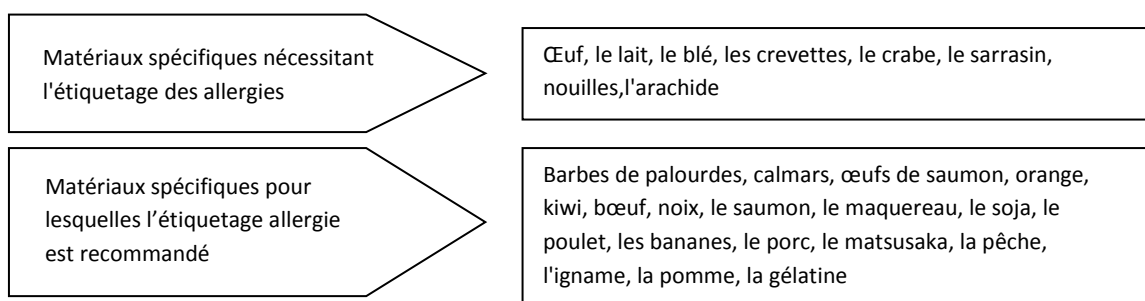 Matériaux spécifiques nécessitant
l'étiquetage des allergies
Œuf, le lait, le blé, les crevettes, le crabe, le sarrasin,
nouilles,l'arachide
Matériaux spécifiques pour
lesquelles l’étiquetage allergie
est recommandé
Barbes de palourdes, calmars, œufs de saumon, orange,
kiwi, bœuf, noix, le saumon, le maquereau, le soja, le
poulet, les bananes, le porc, le matsusaka, la pêche,
l'igname, la pomme, la gélatine